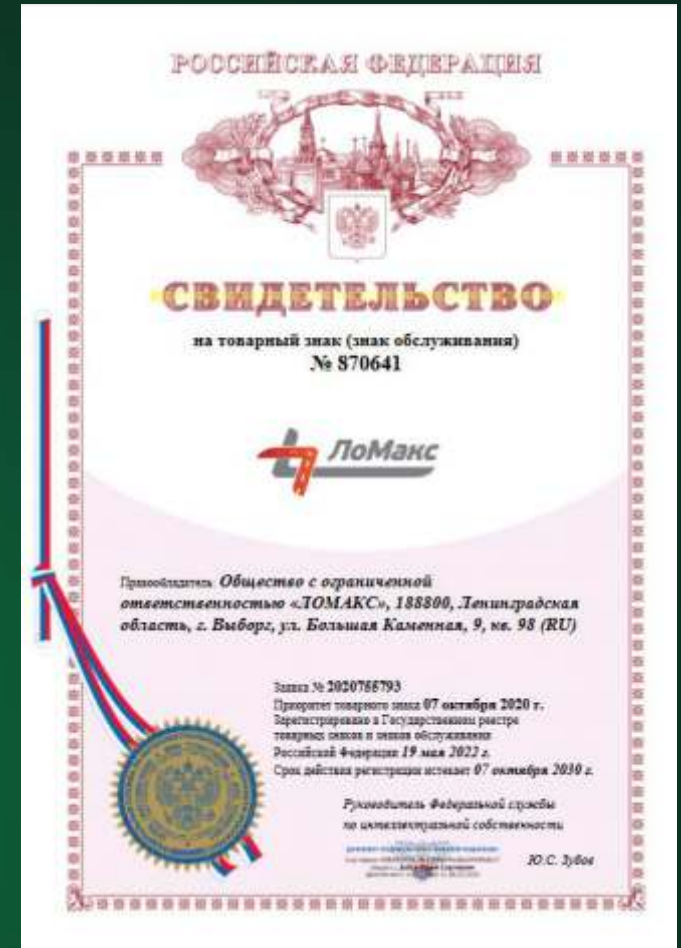 РОССИЙСКАЯ ФЕДЕРАЦИЯ
СВИДЕТЕЛЬСТВО
на товарный знак (знак обслуживания)
№ 870641
ЛоМакс
Правообладатель: Общество с ограниченной
ответственностью «ЛОМАКС», 188800, Ленинградская
область, г. Выборг, ул. Большая Каменная, 9, кв. 98 (RU)
Заявка №
Приоритет товарного знака 07 октября 2020 г.
Зарегистрировано в Государственном реестре
товарных знаков и знаков обслуживания
Российской Федерации 19 мая 2022 г.
Срок действия регистрации истекает 07 октября 2030 г.
Руководитель Федеральной службы
по интеллектуальной собственности
Ю.С. Зубов